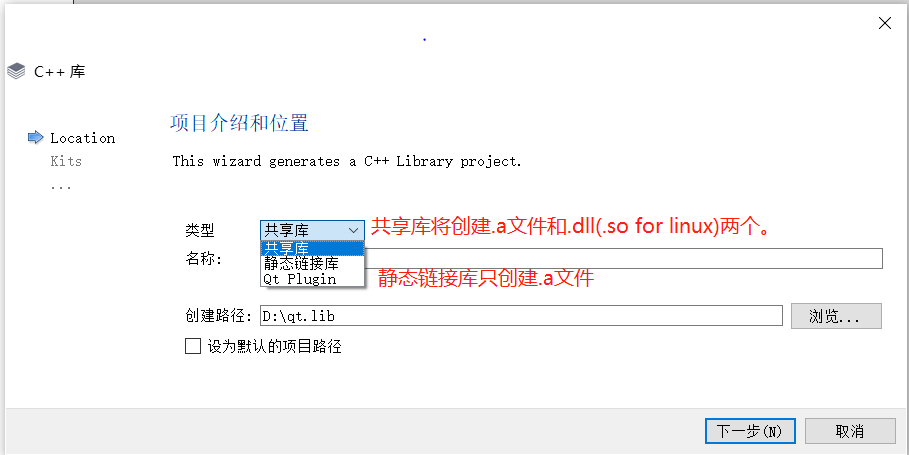 C++ 库
项目介绍和位置
Location
Kits
...
This wizard generates a C++ Library project.
类型
共享库
共享库将创建.a文件和.dll(.so for linux)两个。
共享库
静态链接库
Qt Plugin
名称:
静态链接库只创建.a文件
创建路径:
D:\qt.lib
浏览...
设为默认的项目路径
下一步(N)
取消